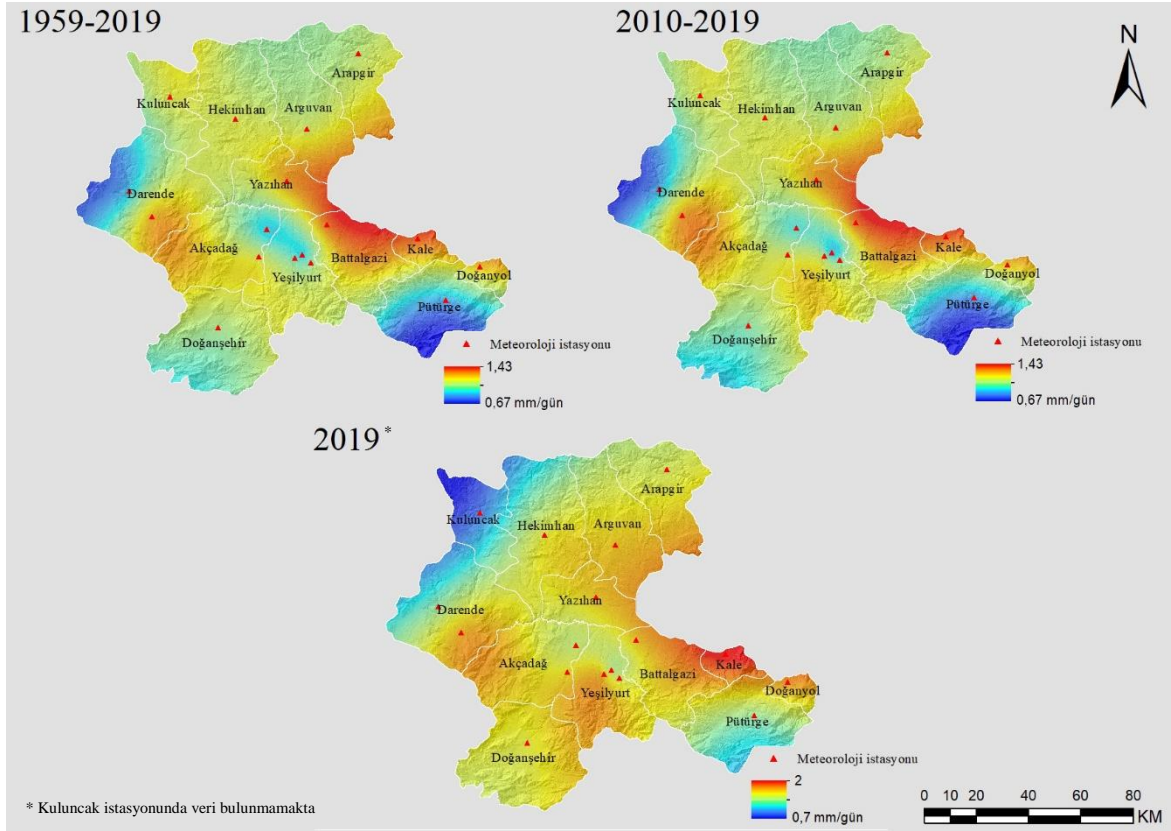 1959-2019
Arapgir
Kuluncak
Hekimhan
Arguvan
Yazıhan
Darende
Akçadağ
Kale
Battalgazi
Yeşilyurt
Doğanyol
Pütürge
Doğanşehir
Meteoroloji istasyonu
1,43
0,67 mm/gün
2010-2019
N
Arapgir
Kuluncak
Hekimhan
Arguvan
Yazıhan
Darende
Akçadağ
Kale
Battalgazi
Yeşilyurt
Doğanyol
Pütürge
Doğanşehir
Meteoroloji istasyonu
1,43
0,67 mm/gün
2019*
Arapgir
Kuluncak
Hekimhan
Arguvan
Yazıhan
Darende
Akçadağ
Kale
Battalgazi
Yeşilyurt
Doğanyol
Pütürge
Doğanşehir
Meteoroloji istasyonu
2
0,7 mm/gün
0 10 20 40 60 80
KM
* Kuluncak istasyonunda veri bulunmamakta